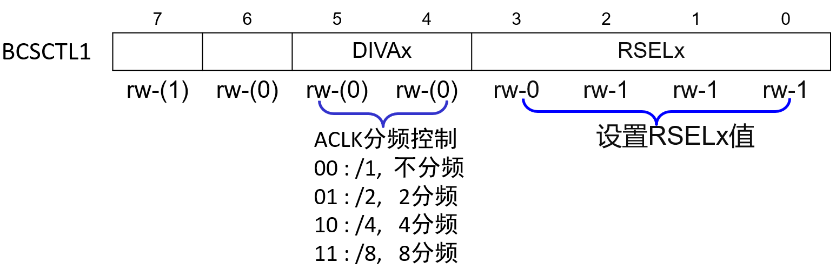 7 6 5 4 3 2 1 0
BCSCTL1 DIVAx RSELx
rw-(1) rw-(0) rw-(0) rw-(0) rw-0 rw-1 rw-1 rw-1
ACLK分频控制 设置RSELx值
00 : /1, 不分频
01 : /2, 2分频
10 : /4, 4分频
11 : /8, 8分频